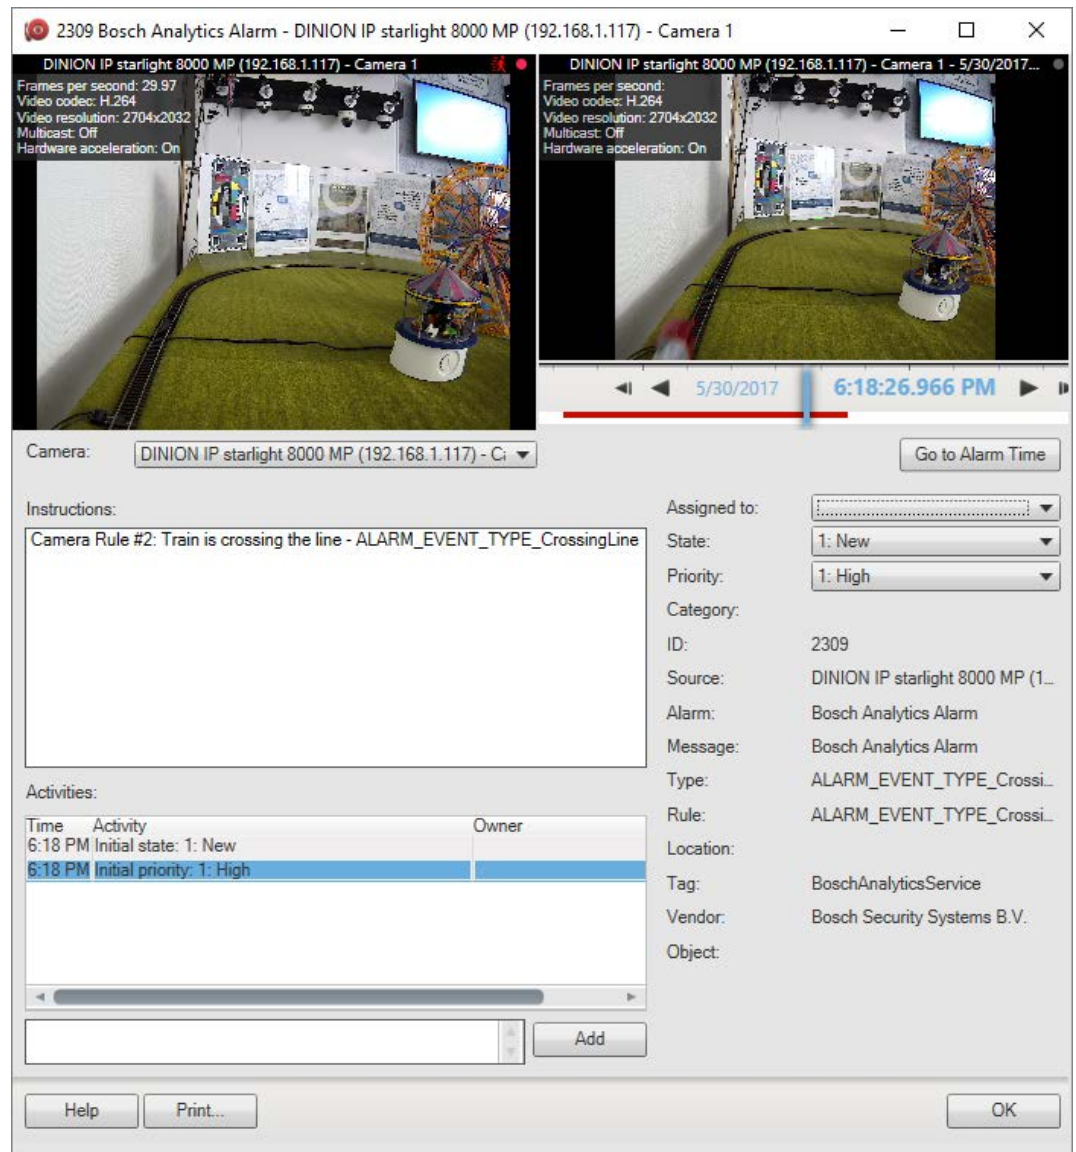 2309 Bosch Analytics Alarm - DINION IP starlight 8000 MP (192.168.1.117) - Camera 1
DINION IP starlight 8000 MP (192.168.1.117) - Camera 1
Frames per second: 29.97
Video codec: H.264
Video resolution: 2704x2032
Multicast: Off
Hardware acceleration: On
DINION IP starlight 8000 MP (192.168.1.117) - Camera 1 - 5/30/2017...
Frames per second:
Video codec: H.264
Video resolution: 2704x2032
Multicast: Off
Hardware acceleration: On
5/30/2017 6:18:26.966 PM
Camera: DINION IP starlight 8000 MP (192.168.1.117) - Ca
Go to Alarm Time
Instructions:
Camera Rule #2: Train is crossing the line - ALARM_EVENT_TYPE_CrossingLine
Assigned to:
State: 1: New
Priority: 1: High
Category:
ID: 2309
Source: DINION IP starlight 8000 MP (1...
Alarm: Bosch Analytics Alarm
Message: Bosch Analytics Alarm
Type: ALARM_EVENT_TYPE_Crossi...
Rule: ALARM_EVENT_TYPE_Crossi...
Location:
Tag: BoschAnalyticsService
Vendor: Bosch Security Systems B.V.
Object:
Activities:
Time Activity Owner
6:18 PM Initial state: 1: New
6:18 PM Initial priority: 1: High
Add
Help Print... OK